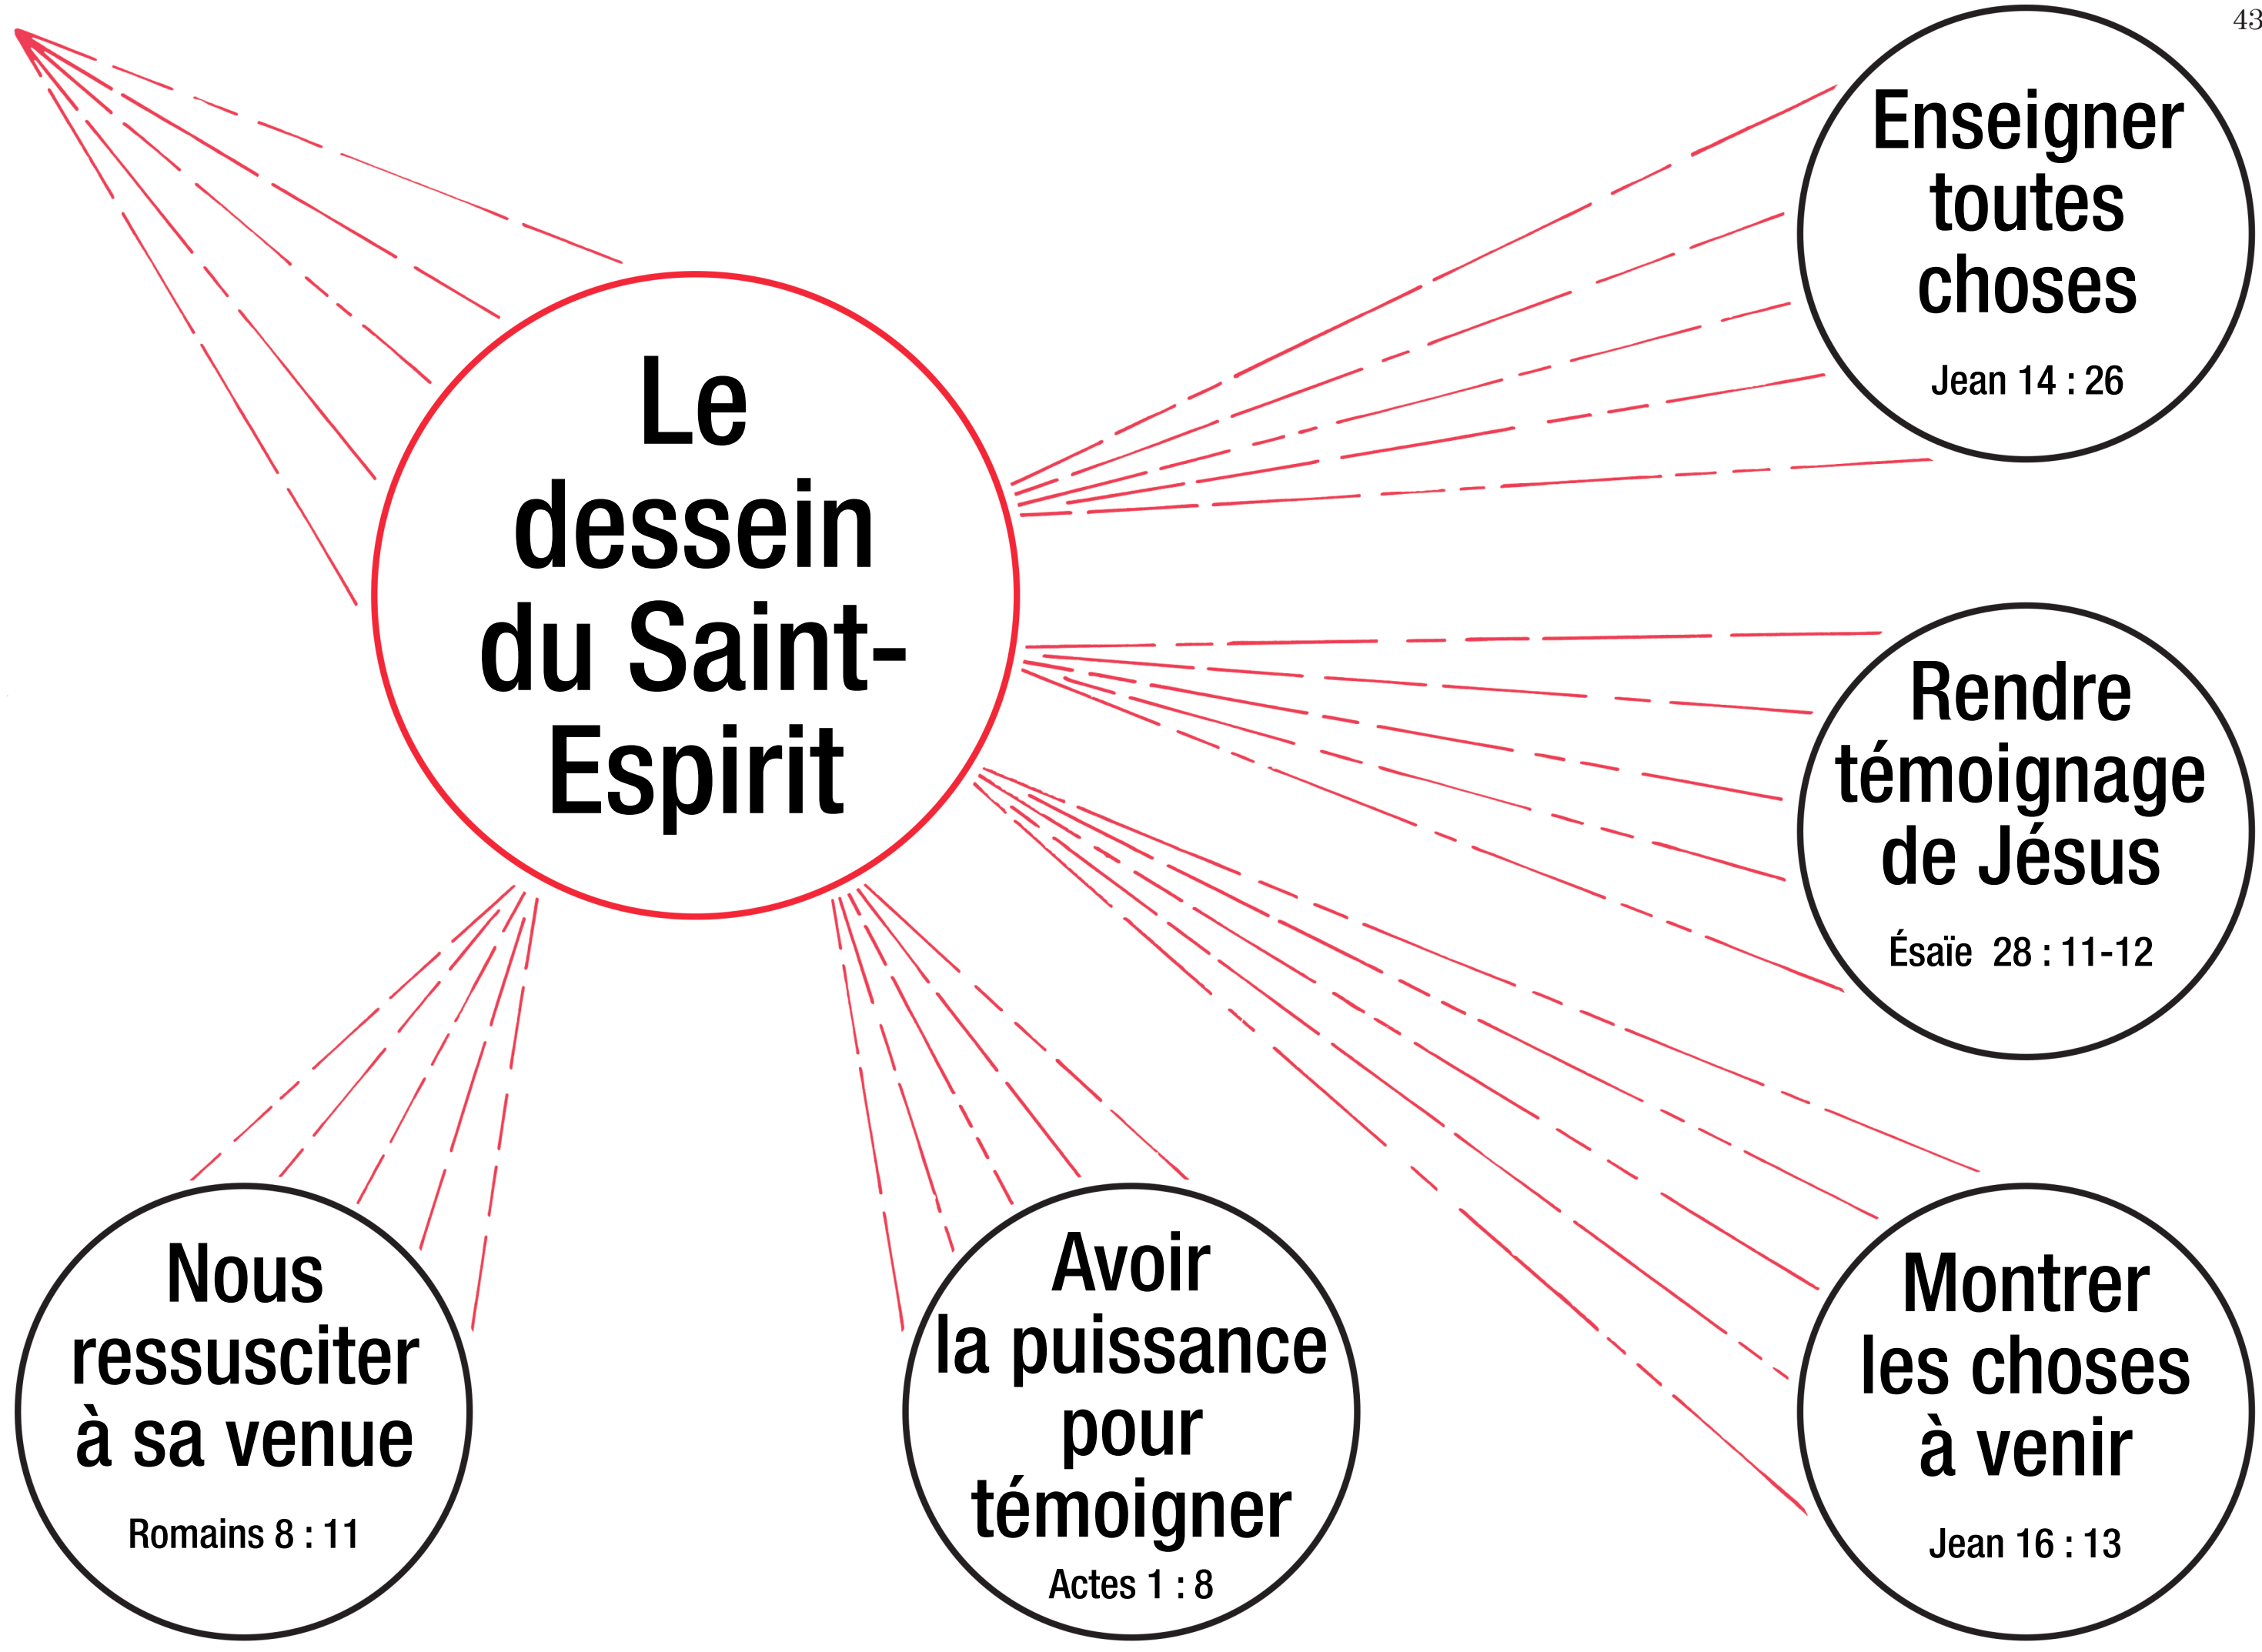 43
Le
dessein
du Saint-
Espirit
Enseigner
toutes
choses
Jean 14 : 26
Rendre
témoignage
de Jésus
Ésaïe 28 : 11-12
Montrer
les choses
à venir
Jean 16 : 13
Avoir
la puissance
pour
témoigner
Actes 1 : 8
Nous
ressusciter
à sa venue
Romains 8 : 11